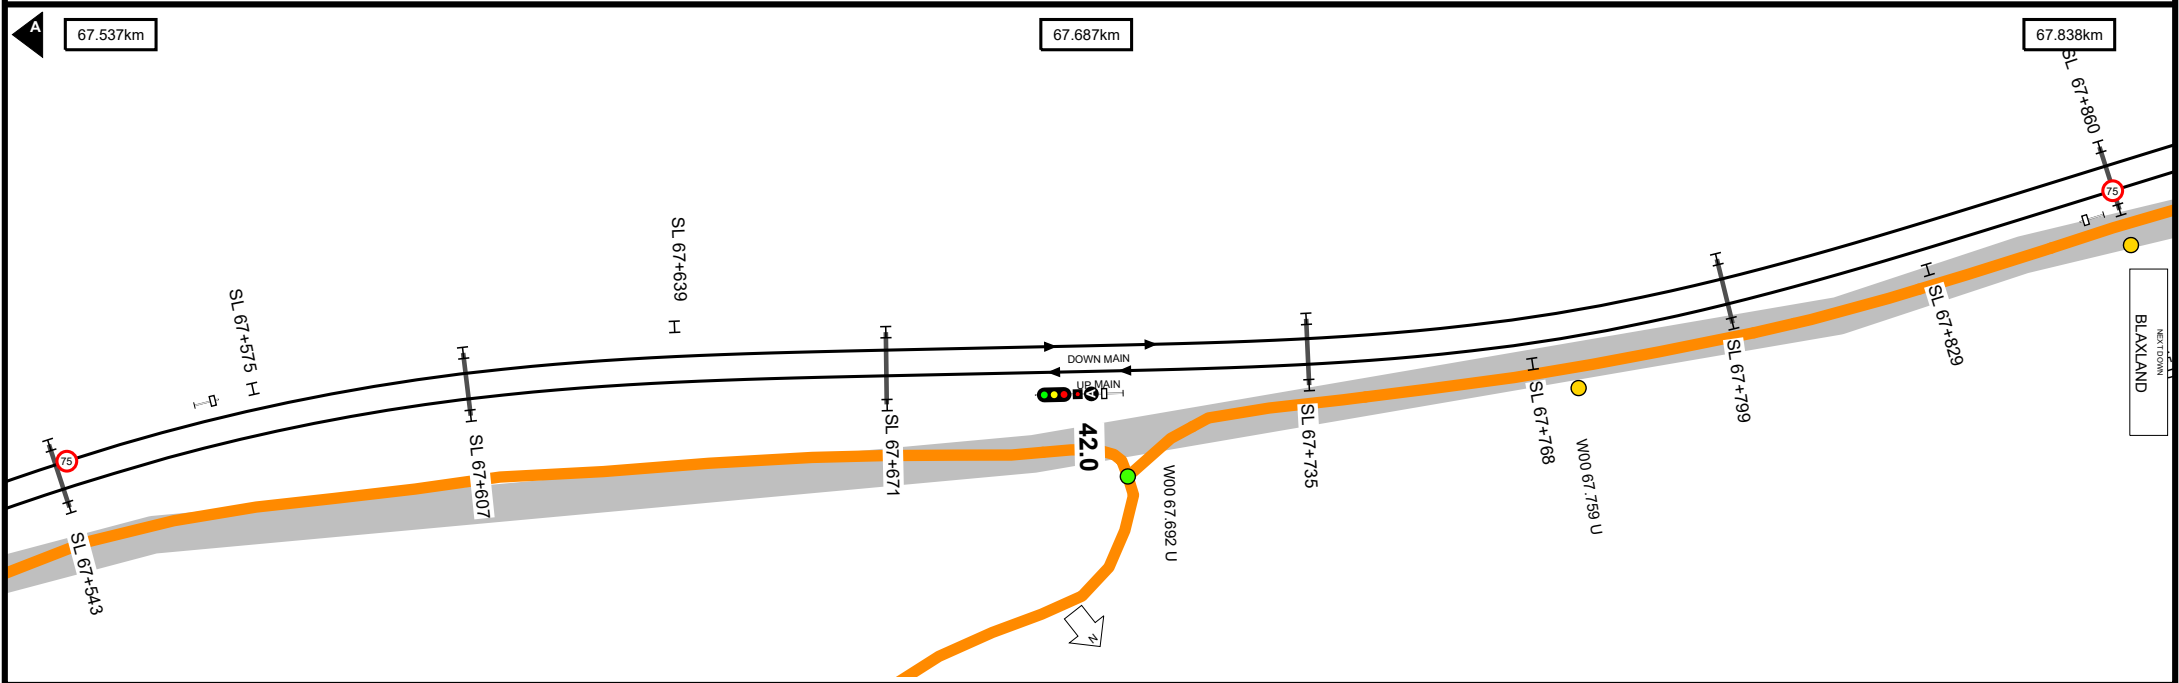 A
67.537km
67.687km
67.838km
SL 67+860
75
SL 67+639
SL 67+575
DOWN MAIN
UP MAIN
A
NEXT DOWN
BLAXLAND
SL 67+829
SL 67+799
SL 67+768
W00 67.759 U
SL 67+735
42.0
W00 67.692 U
SL 67+671
SL 67+607
75
SL 67+543
N